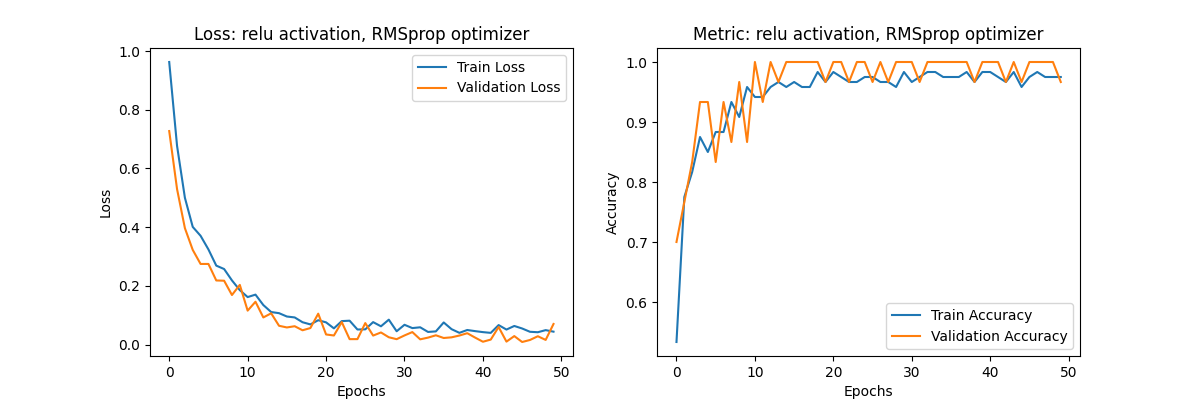 Loss: relu activation, RMSprop optimizer
Train Loss
Validation Loss
Loss
1.0
0.8
0.6
0.4
0.2
0.0
0 10 20 30 40 50
Epochs
Metric: relu activation, RMSprop optimizer
Accuracy
1.0
0.9
0.8
0.7
0.6
Train Accuracy
Validation Accuracy
0 10 20 30 40 50
Epochs